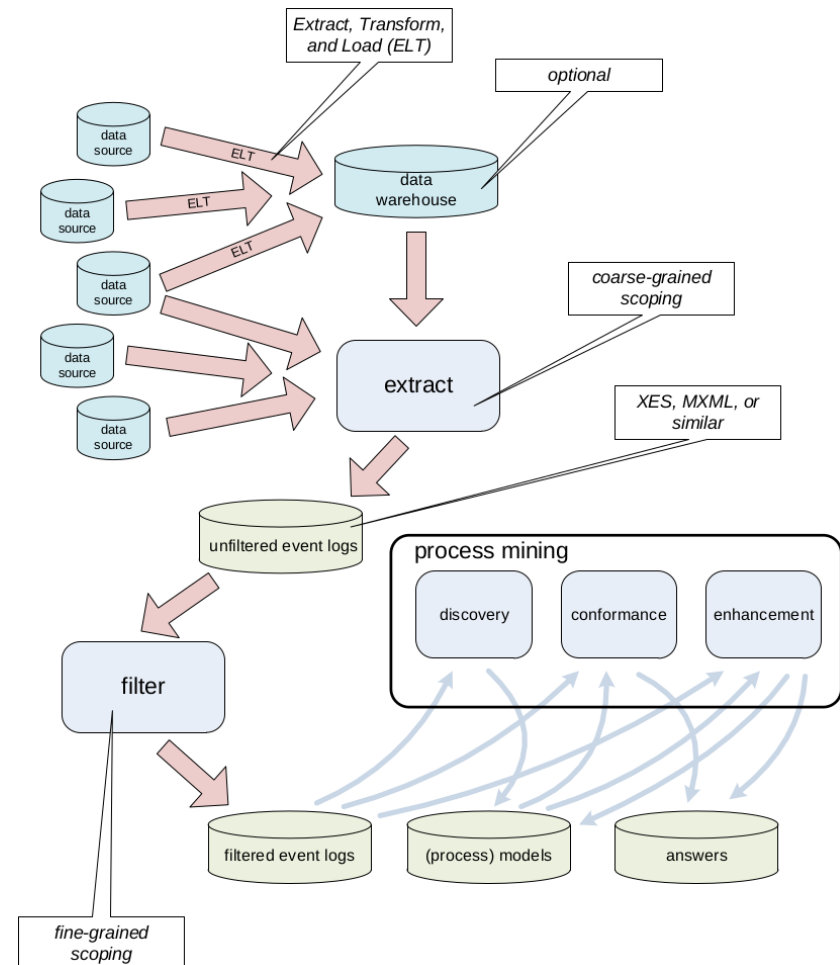 Extract, Transform,
and Load (ELT)
optional
data
source
ELT
data
warehouse
data
source
ELT
data
source
ELT
coarse-grained
scoping
data
source
extract
XES, MXML, or
similar
data
source
unfiltered event logs
process mining
discovery
conformance
enhancement
filter
filtered event logs
(process) models
answers
fine-grained
scoping